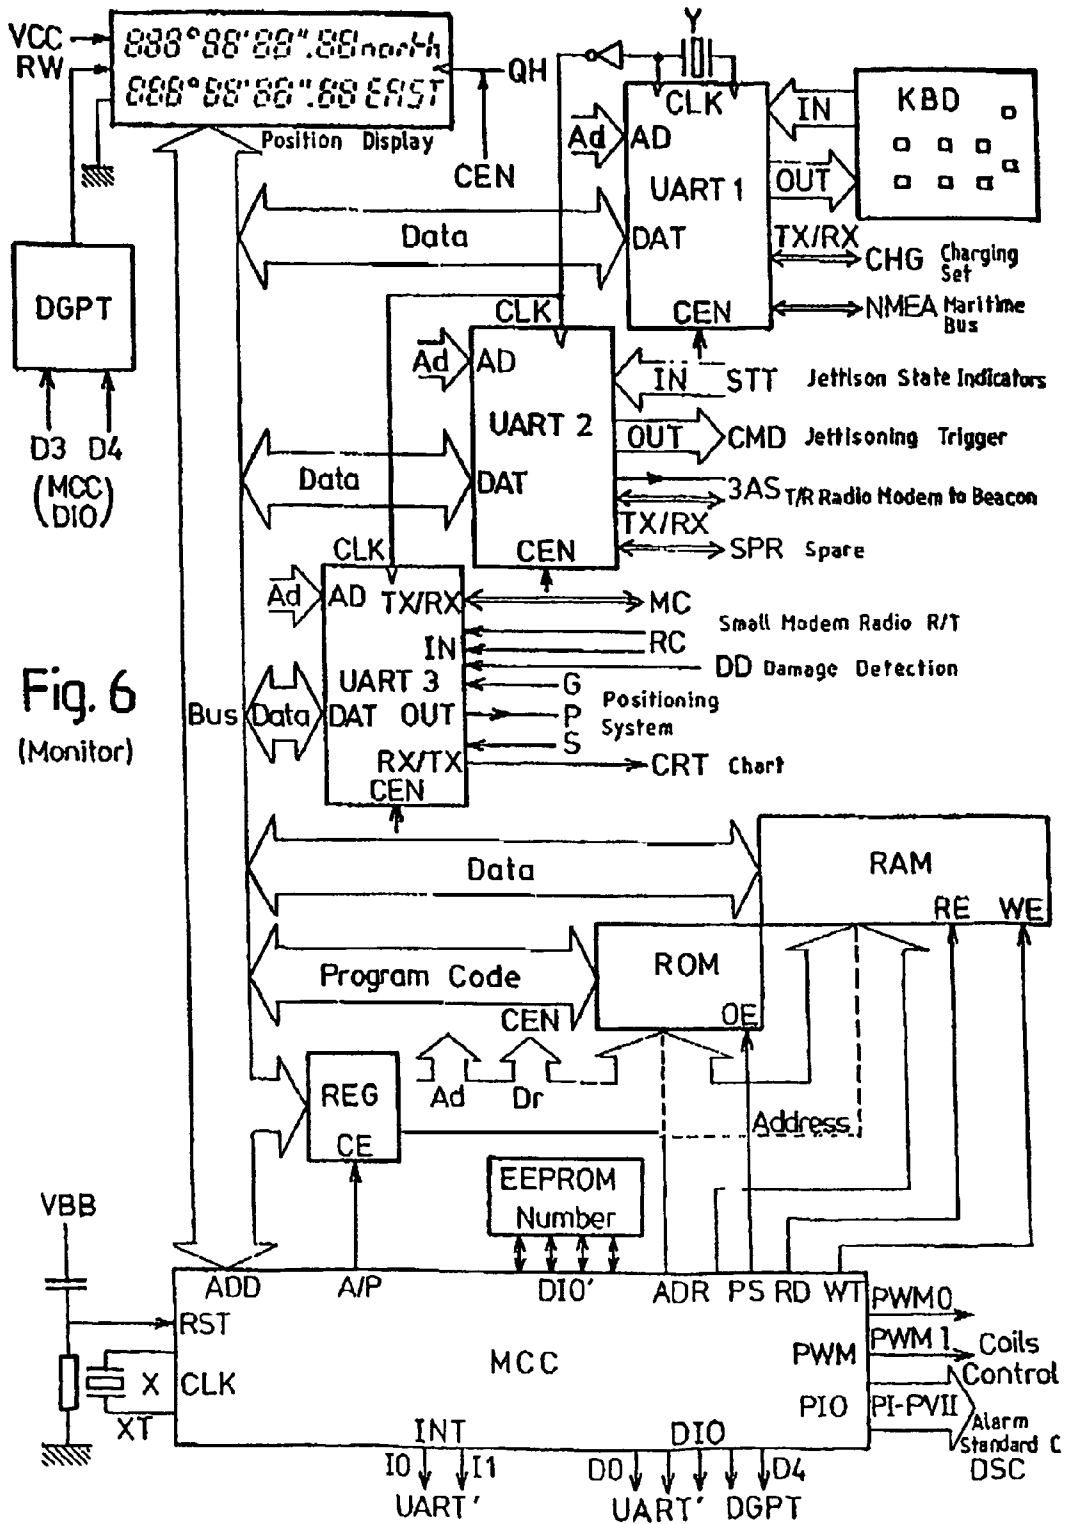 VCC
RW
888°88'88".88north
888°88'88".88EAST
Position Display
QH
CEN
Y
CLK
Ad
AD
UART 1
DAT
CEN
IN
OUT
KBD
TX/RX
CHG Charging Set
NMEA Maritime Bus
DGPT
D3 D4
(MCC DIO)
Data
CLK
Ad
AD
UART 2
DAT
CEN
IN STT Jettison State Indicators
OUT CMD Jettisoning Trigger
3AS T/R Radio Modem to Beacon
TX/RX
SPR Spare
Data
CLK
Ad
AD TX/RX
MC
Small Modem Radio R/T
IN
RC
DD Damage Detection
UART 3
G
Positioning System
DAT OUT
P
S
RX/TX
CRT Chart
CEN
Fig. 6
(Monitor)
Bus
Data
Data
RAM
RE WE
Program Code
ROM
OE
CEN
Ad Dr
REG
CE
Address
EEPROM
Number
VBB
ADD A/P DIO' ADR PS RD WT
RST
X CLK
XT
MCC
PWM
PIO
PWM0
PWM1
Coils Control
PI-PVII
Alarm
Standard C
DSC
INT
DIO
I0 I1
D0 D4
UART' UART' DGPT